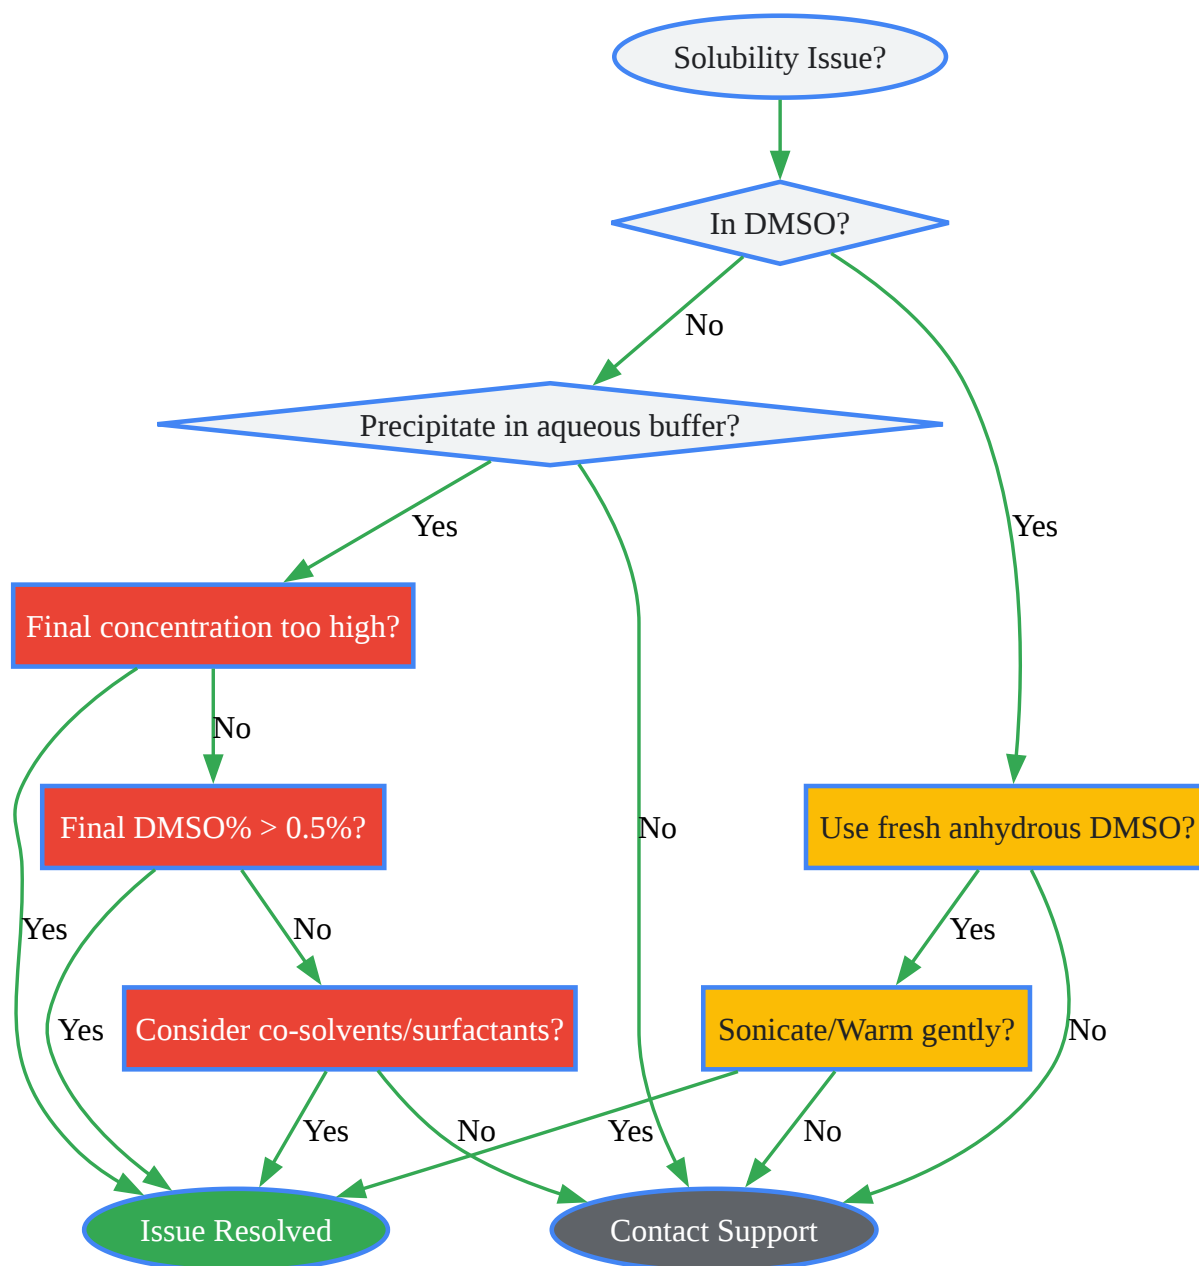 Solubility Issue?
In DMSO?
No
Precipitate in aqueous buffer?
Yes
Yes
Final concentration too high?
No
Final DMSO% > 0.5%?
No
Use fresh anhydrous DMSO?
Yes
No
Yes
Yes
Consider co-solvents/surfactants?
Sonicate/Warm gently?
No
Yes
No
Yes
No
Issue Resolved
Contact Support